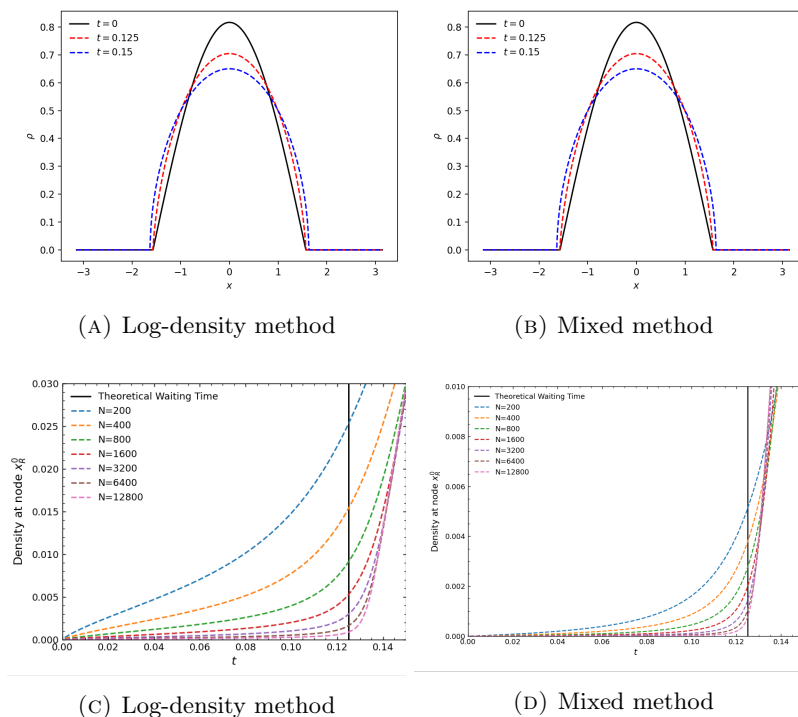 t = 0
t = 0.125
t = 0.15
0.8
0.7
0.6
0.5
0.4
0.3
0.2
0.1
0.0
ρ
−3 −2 −1 0 1 2 3
x
(A) Log-density method
t = 0
t = 0.125
t = 0.15
0.8
0.7
0.6
0.5
0.4
0.3
0.2
0.1
0.0
ρ
−3 −2 −1 0 1 2 3
x
(B) Mixed method
Theoretical Waiting Time
N=200
N=400
N=800
N=1600
N=3200
N=6400
N=12800
0.030
0.025
0.020
0.015
0.010
0.005
0.000
Density at node x_R^0
0.00 0.02 0.04 0.06 0.08 0.10 0.12 0.14
t
(C) Log-density method
Theoretical Waiting Time
N=200
N=400
N=800
N=1600
N=3200
N=6400
N=12800
0.010
0.008
0.006
0.004
0.002
0.000
Density at node x_R^0
0.00 0.02 0.04 0.06 0.08 0.10 0.12 0.14
t
(D) Mixed method